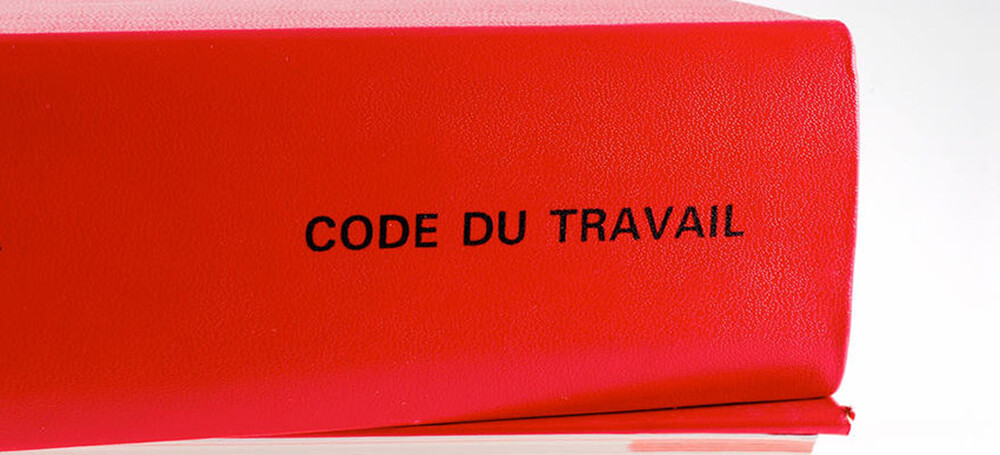 CODE DU TRAVAIL